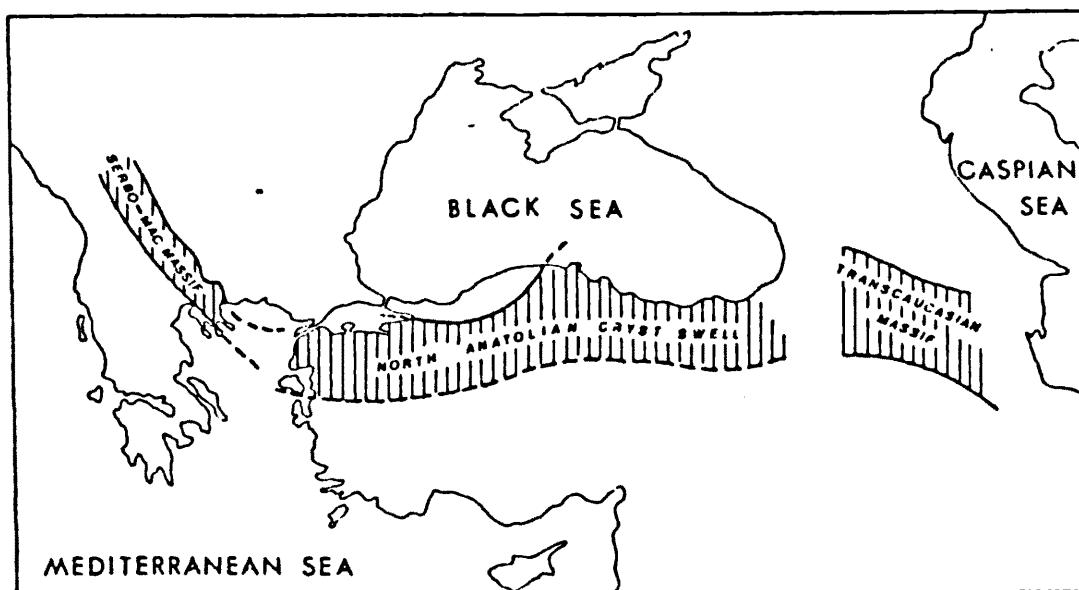 BLACK SEA
CASPIAN
SEA
SERBO-MAC MASSIF
TRANSCAUCASIAN
MASSIF
NORTH ANATOLIAN CRYST SWELL
MEDITERRANEAN SEA